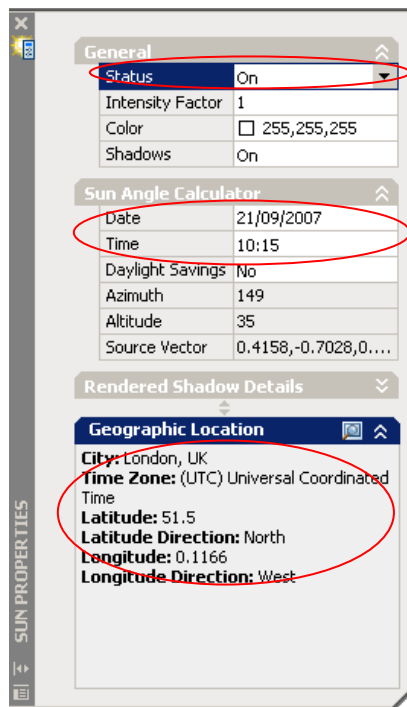 General
Status On
Intensity Factor 1
Color 255,255,255
Shadows On
Sun Angle Calculator
Date 21/09/2007
Time 10:15
Daylight Savings No
Azimuth 149
Altitude 35
Source Vector 0.4158,-0.7028,0....
Rendered Shadow Details
Geographic Location
City: London, UK
Time Zone: (UTC) Universal Coordinated
Time
Latitude: 51.5
Latitude Direction: North
Longitude: 0.1166
Longitude Direction: West
SUN PROPERTIES